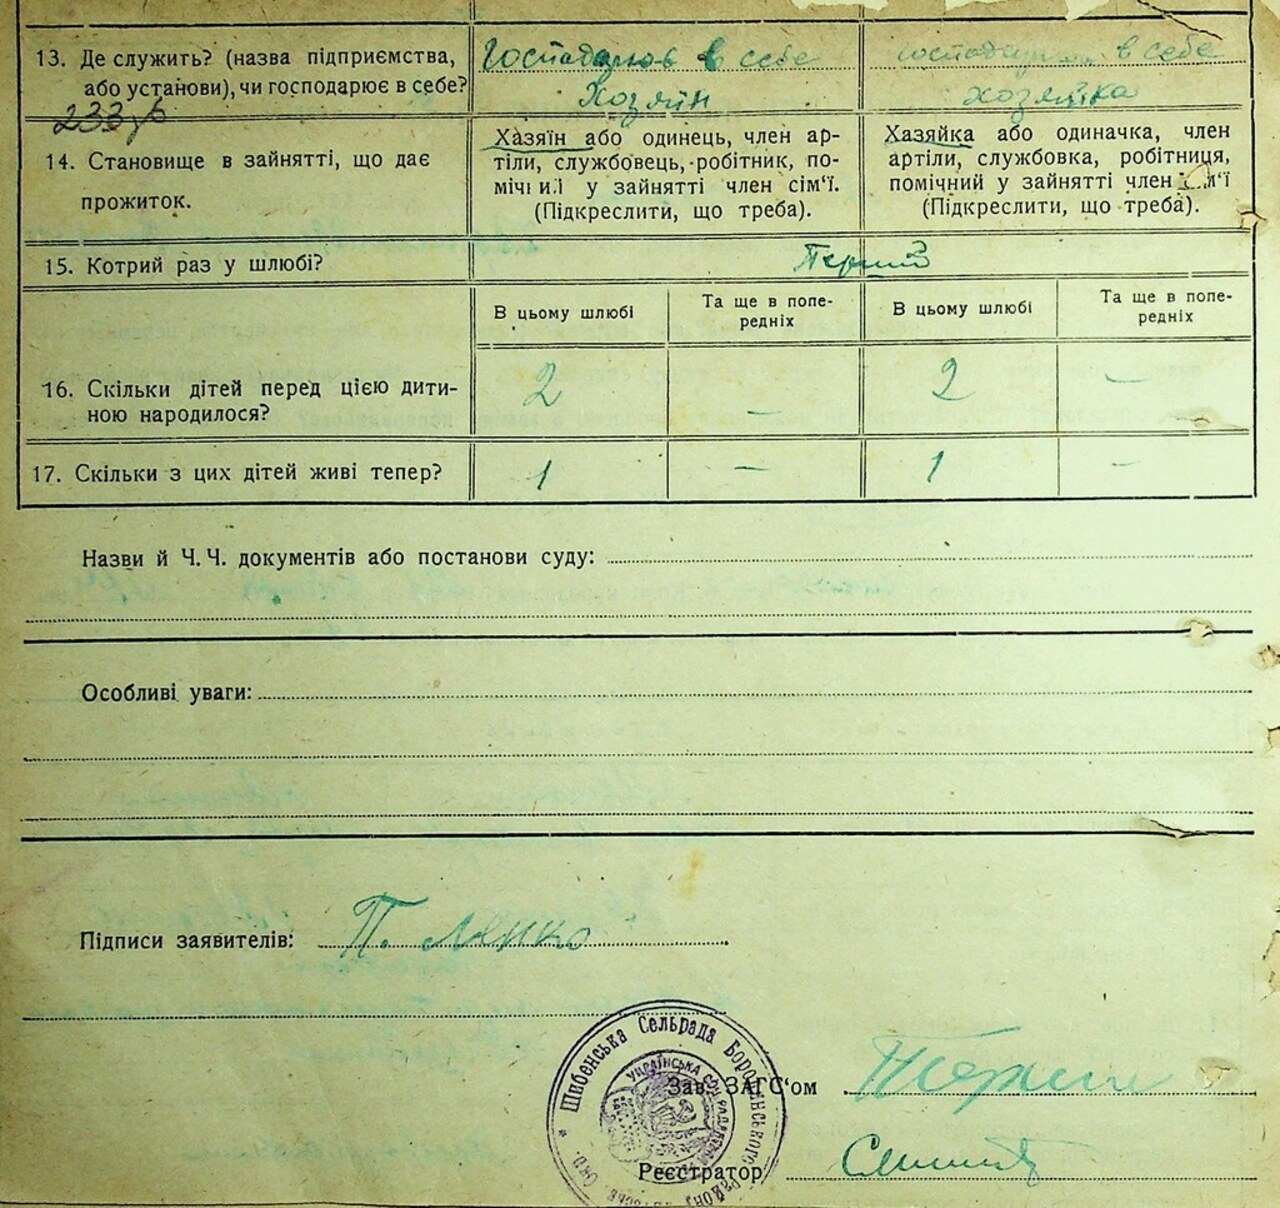 13. Де служить? (назва підприємства, або установи), чи господарює в себе?
Господарює в себе
Хозяїн
в себе
хозяйка
14. Становище в зайнятті, що дає прожиток.
Хазяїн або одинець, член ар-
тіли, службовець, робітник, по-
у зайнятті член сім'ї.
(Підкреслити, що треба).
Хазяйка або одиначка, член
артіли, службовка, робітниця,
помічний у зайнятті член
(Підкреслити, що треба).
15. Котрий раз у шлюбі?
Перший
В цьому шлюбі
Та ще в попе-
редніх
В цьому шлюбі
Та ще в попе-
редніх
16. Скільки дітей перед цією дити-
ною народилося?
2 — 2 —
17. Скільки з цих дітей живі тепер?
1 — 1 —
Назви й Ч. Ч. документів або постанови суду:
Особливі уваги:
Підписи заявителів: П.
Шибенська Сельрада
УКРАЇНСЬКА
Зав. ЗАГС'ом
Реєстратор